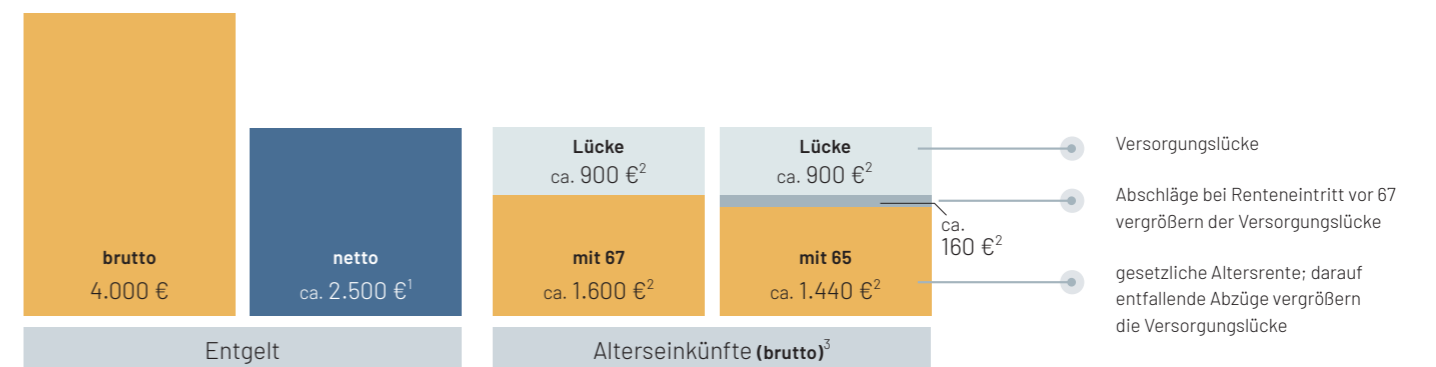 brutto
4.000 €
netto
ca. 2.500 €¹
Lücke
ca. 900 €²
mit 67
ca. 1.600 €²
Lücke
ca. 900 €²
mit 65
ca. 1.440 €²
ca.
160 €²
Versorgungslücke
Abschläge bei Renteneintritt vor 67
vergrößern der Versorgungslücke
gesetzliche Altersrente; darauf
entfallende Abzüge vergrößern
die Versorgungslücke
Entgelt
Alterseinkünfte (brutto)³